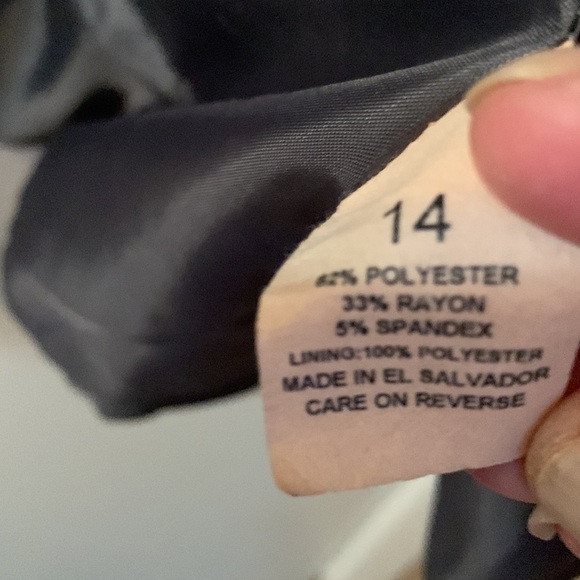 14
62% POLYESTER
33% RAYON
5% SPANDEX
LINING:100% POLYESTER
MADE IN EL SALVADOR
CARE ON REVERSE